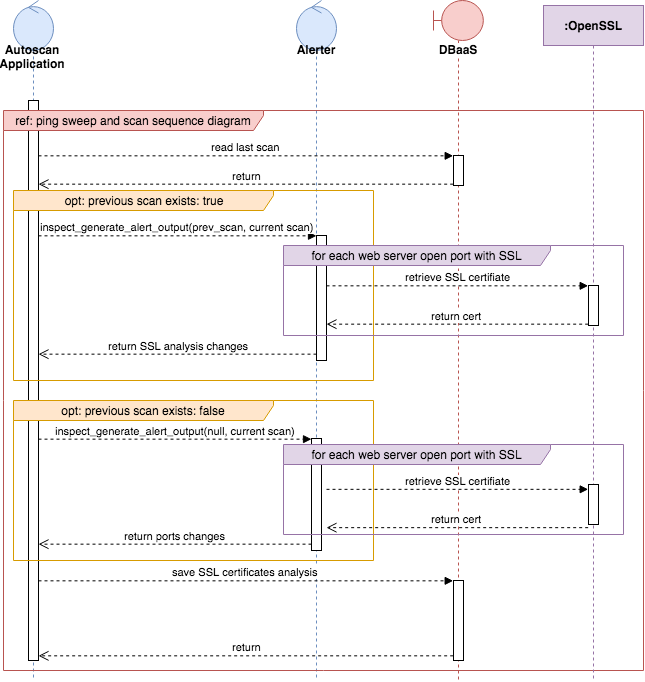 Autoscan
Application
Alerter
DBaaS
:OpenSSL
ref: ping sweep and scan sequence diagram
read last scan
return
opt: previous scan exists: true
inspect_generate_alert_output(prev_scan, current scan)
for each web server open port with SSL
retrieve SSL certifiate
return cert
return SSL analysis changes
opt: previous scan exists: false
inspect_generate_alert_output(null, current scan)
for each web server open port with SSL
retrieve SSL certifiate
return cert
return ports changes
save SSL certificates analysis
return